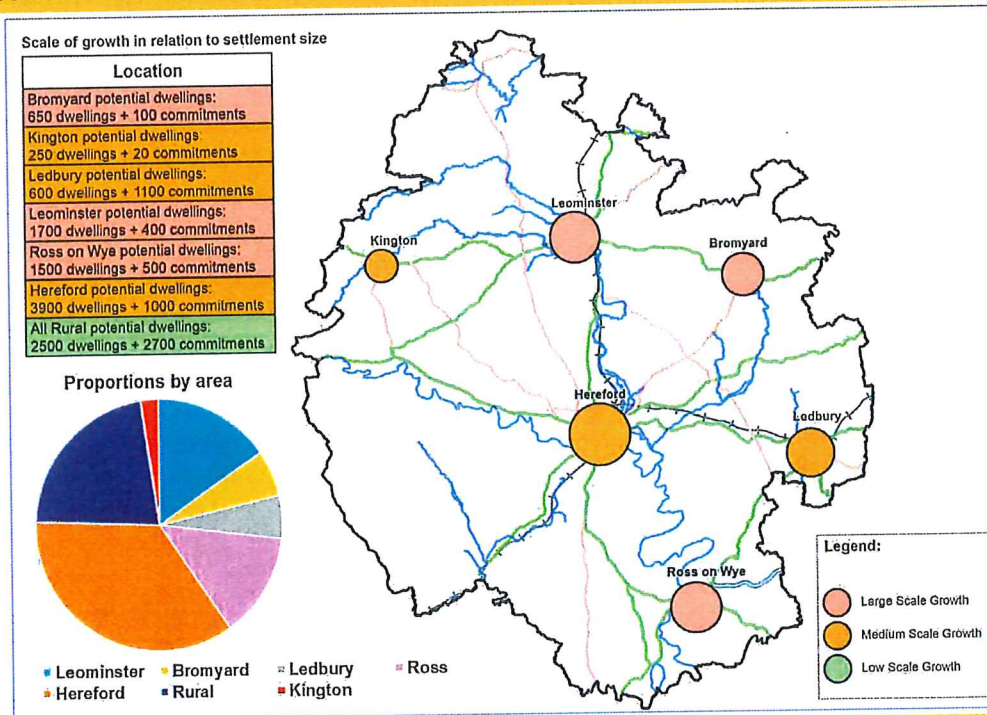 Scale of growth in relation to settlement size
Location
Bromyard potential dwellings:
650 dwellings + 100 commitments
Kington potential dwellings:
250 dwellings + 20 commitments
Ledbury potential dwellings:
600 dwellings + 1100 commitments
Leominster potential dwellings:
1700 dwellings + 400 commitments
Ross on Wye potential dwellings:
1500 dwellings + 500 commitments
Hereford potential dwellings:
3900 dwellings + 1000 commitments
All Rural potential dwellings:
2500 dwellings + 2700 commitments
Proportions by area
Leominster Bromyard Ledbury Ross
Hereford Rural Kington
Leominster
Kington
Bromyard
Hereford
Ledbury
Ross on Wye
Legend:
Large Scale Growth
Medium Scale Growth
Low Scale Growth